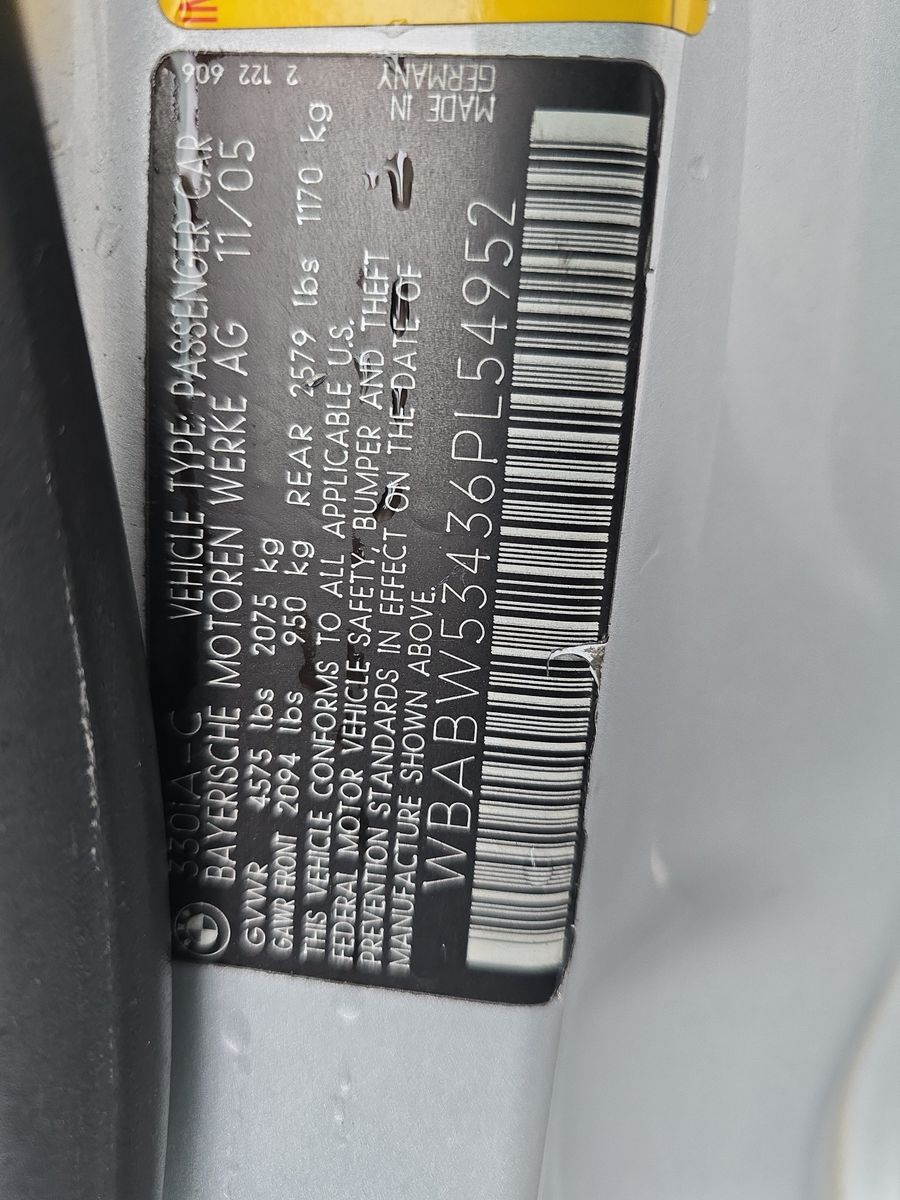 330iA-C VEHICLE TYPE: PASSENGER CAR 2 122 606
BAYERISCHE MOTOREN WERKE AG 11/05
GVWR 4575 lbs 2075 kg
GAWR FRONT 2094 lbs 950 kg REAR 2579 lbs 1170 kg
THIS VEHICLE CONFORMS TO ALL APPLICABLE U.S.
FEDERAL MOTOR VEHICLE SAFETY, BUMPER AND THEFT
PREVENTION STANDARDS IN EFFECT ON THE DATE OF
MANUFACTURE SHOWN ABOVE.
MADE IN
GERMANY
WBABW53436PL54952